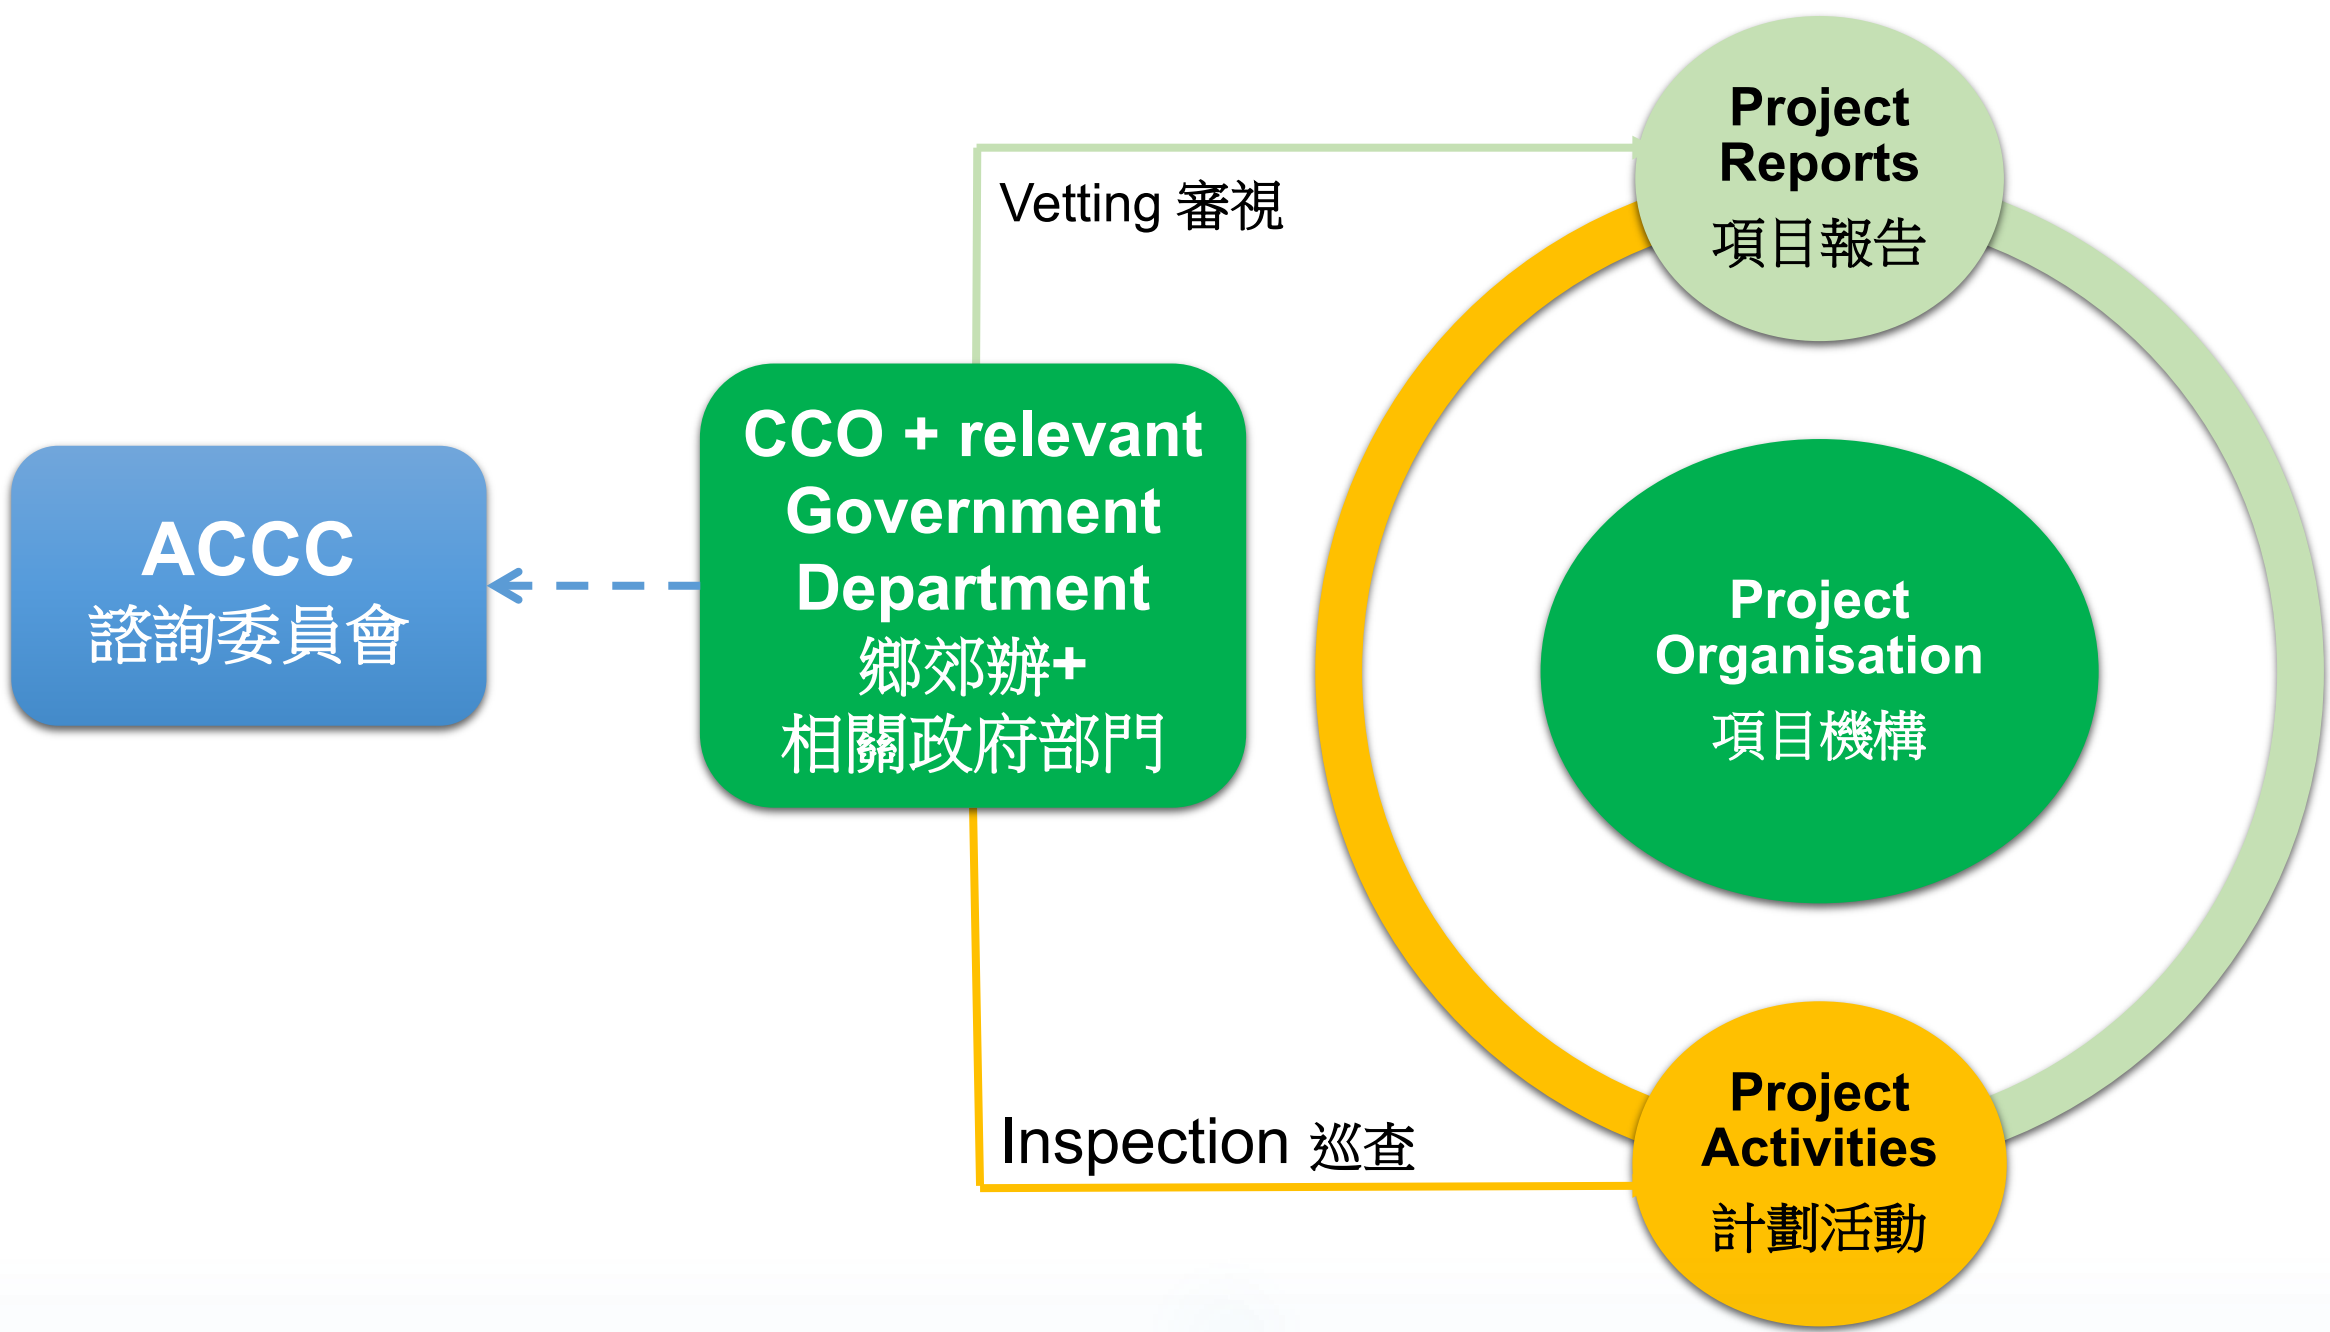 Project
Reports
項目報告
Vetting 審視
ACCC
諮詢委員會
CCO + relevant
Government
Department
鄉郊辦+
相關政府部門
Project
Organisation
項目機構
Inspection 巡查
Project
Activities
計劃活動